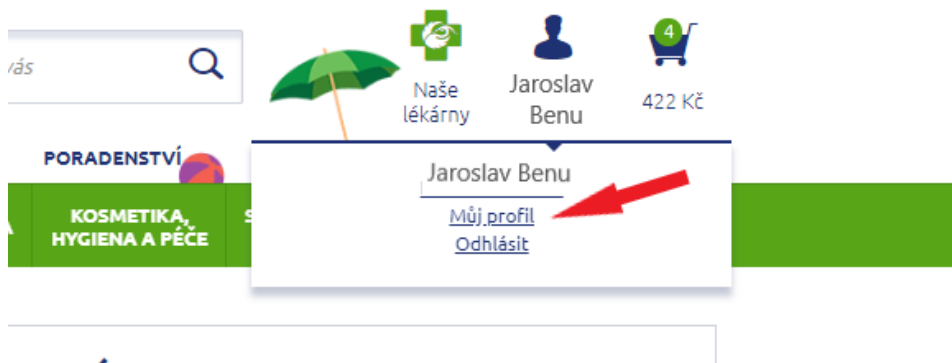 vás
Naše
lékárny
Jaroslav
Benu
4
422 Kč
PORADENSTVÍ
Jaroslav Benu
Můj profil
Odhlásit
KOSMETIKA,
HYGIENA A PÉČE